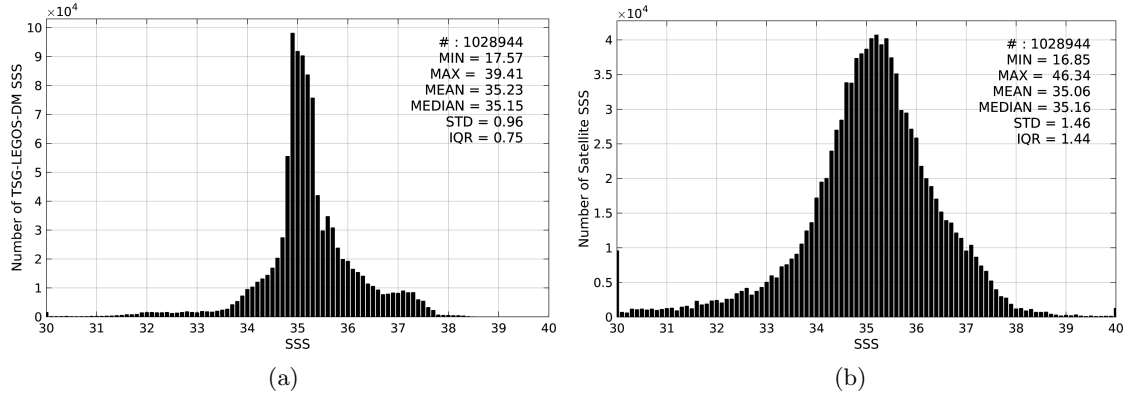 ×10⁴
Number of TSG-LEGOS-DM SSS
10
9
8
7
6
5
4
3
2
1
0
# : 1028944
MIN = 17.57
MAX = 39.41
MEAN = 35.23
MEDIAN = 35.15
STD = 0.96
IQR = 0.75
30 31 32 33 34 35 36 37 38 39 40
SSS
(a)
×10⁴
Number of Satellite SSS
4
3.5
3
2.5
2
1.5
1
0.5
0
# : 1028944
MIN = 16.85
MAX = 46.34
MEAN = 35.06
MEDIAN = 35.16
STD = 1.46
IQR = 1.44
30 31 32 33 34 35 36 37 38 39 40
SSS
(b)